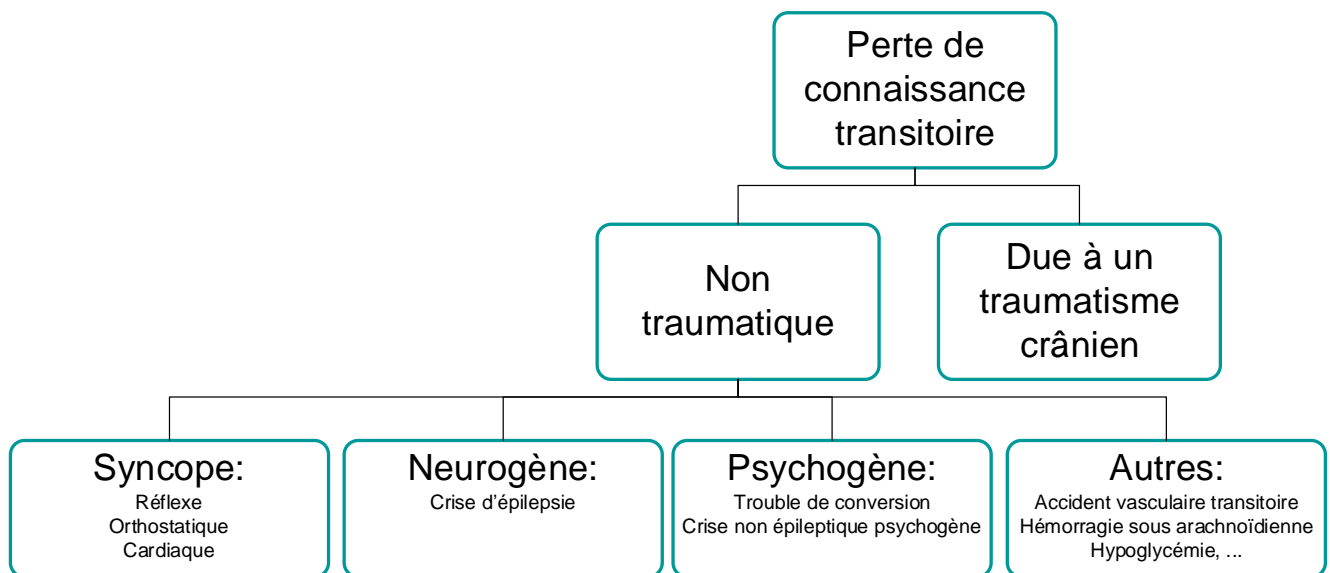 Perte de
connaissance
transitoire
Non
traumatique
Due à un
traumatisme
crânien
Syncope:
Réflexe
Orthostatique
Cardiaque
Neurogène:
Crise d'épilepsie
Psychogène:
Trouble de conversion
Crise non épileptique psychogène
Autres:
Accident vasculaire transitoire
Hémorragie sous arachnoïdienne
Hypoglycémie, ...